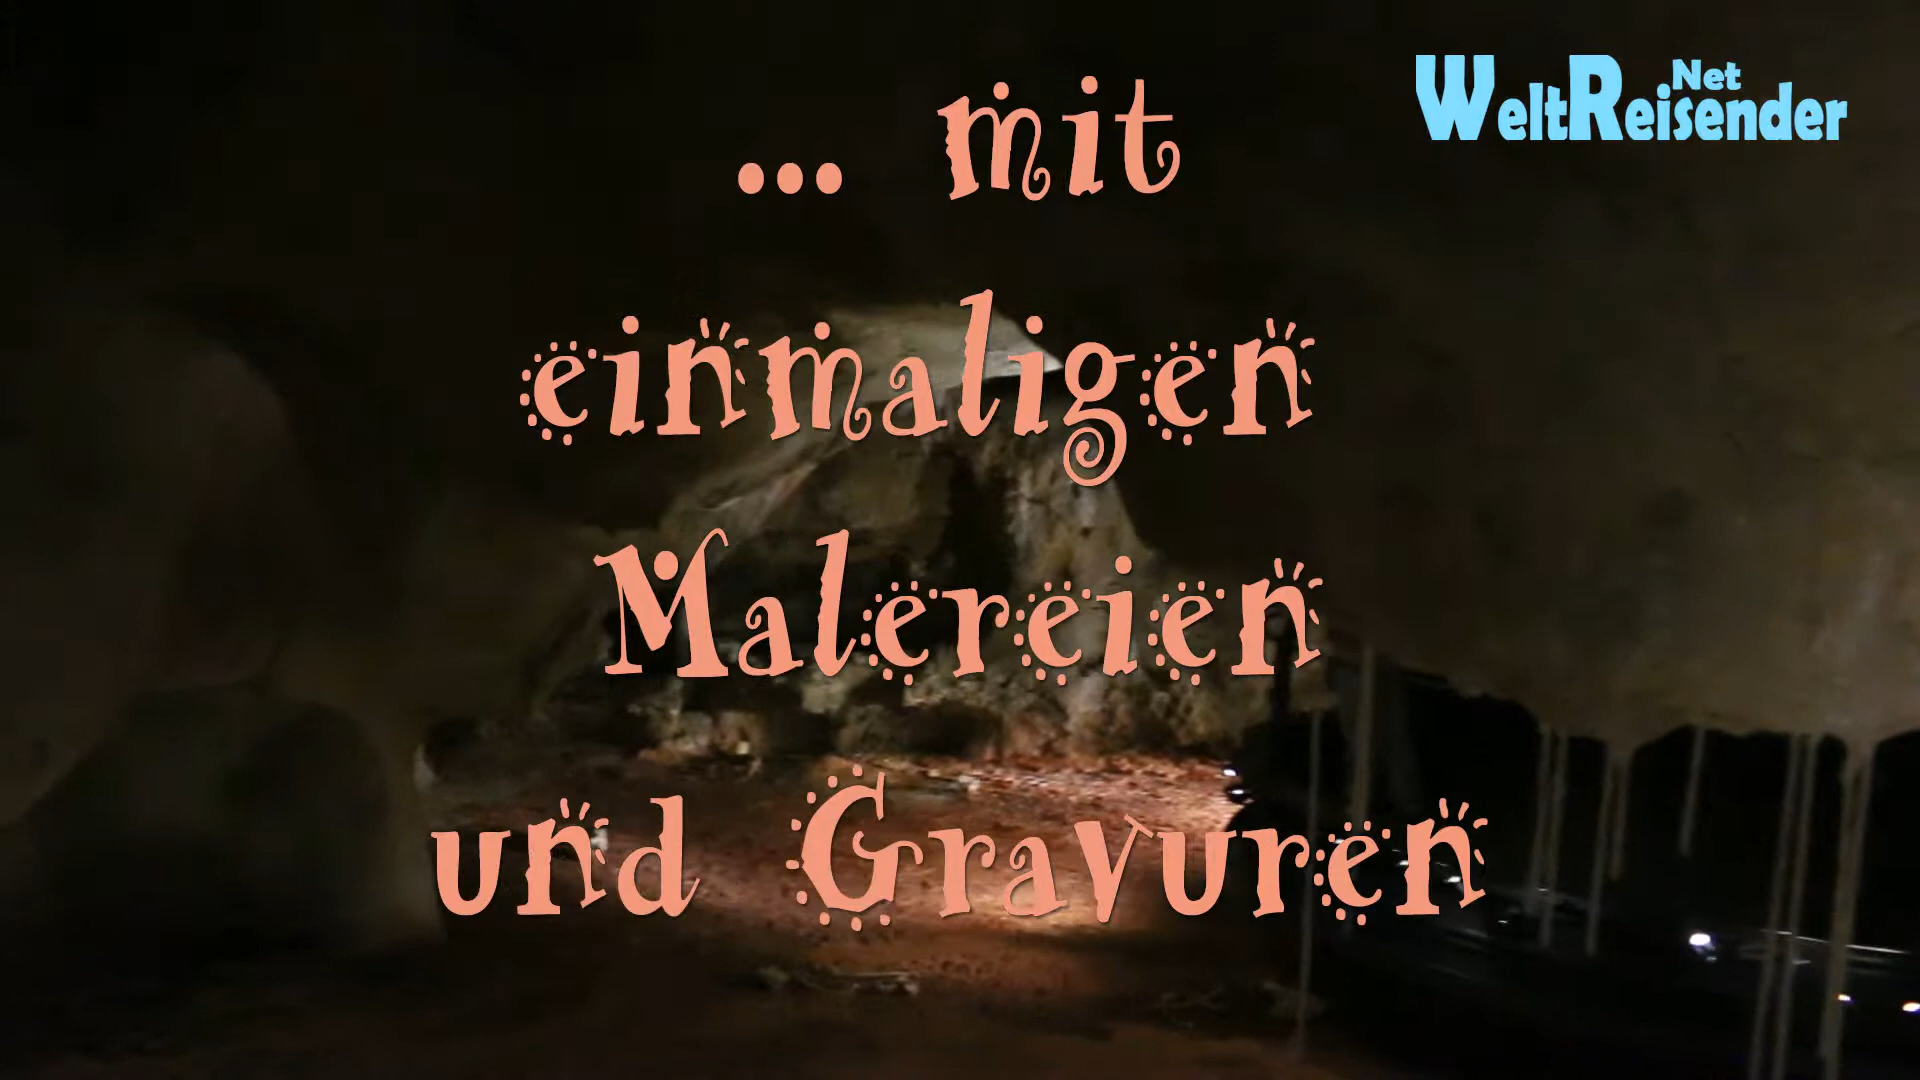 ... mit
einmaligen
Malereien
und Gravuren
Net
WeltReisender